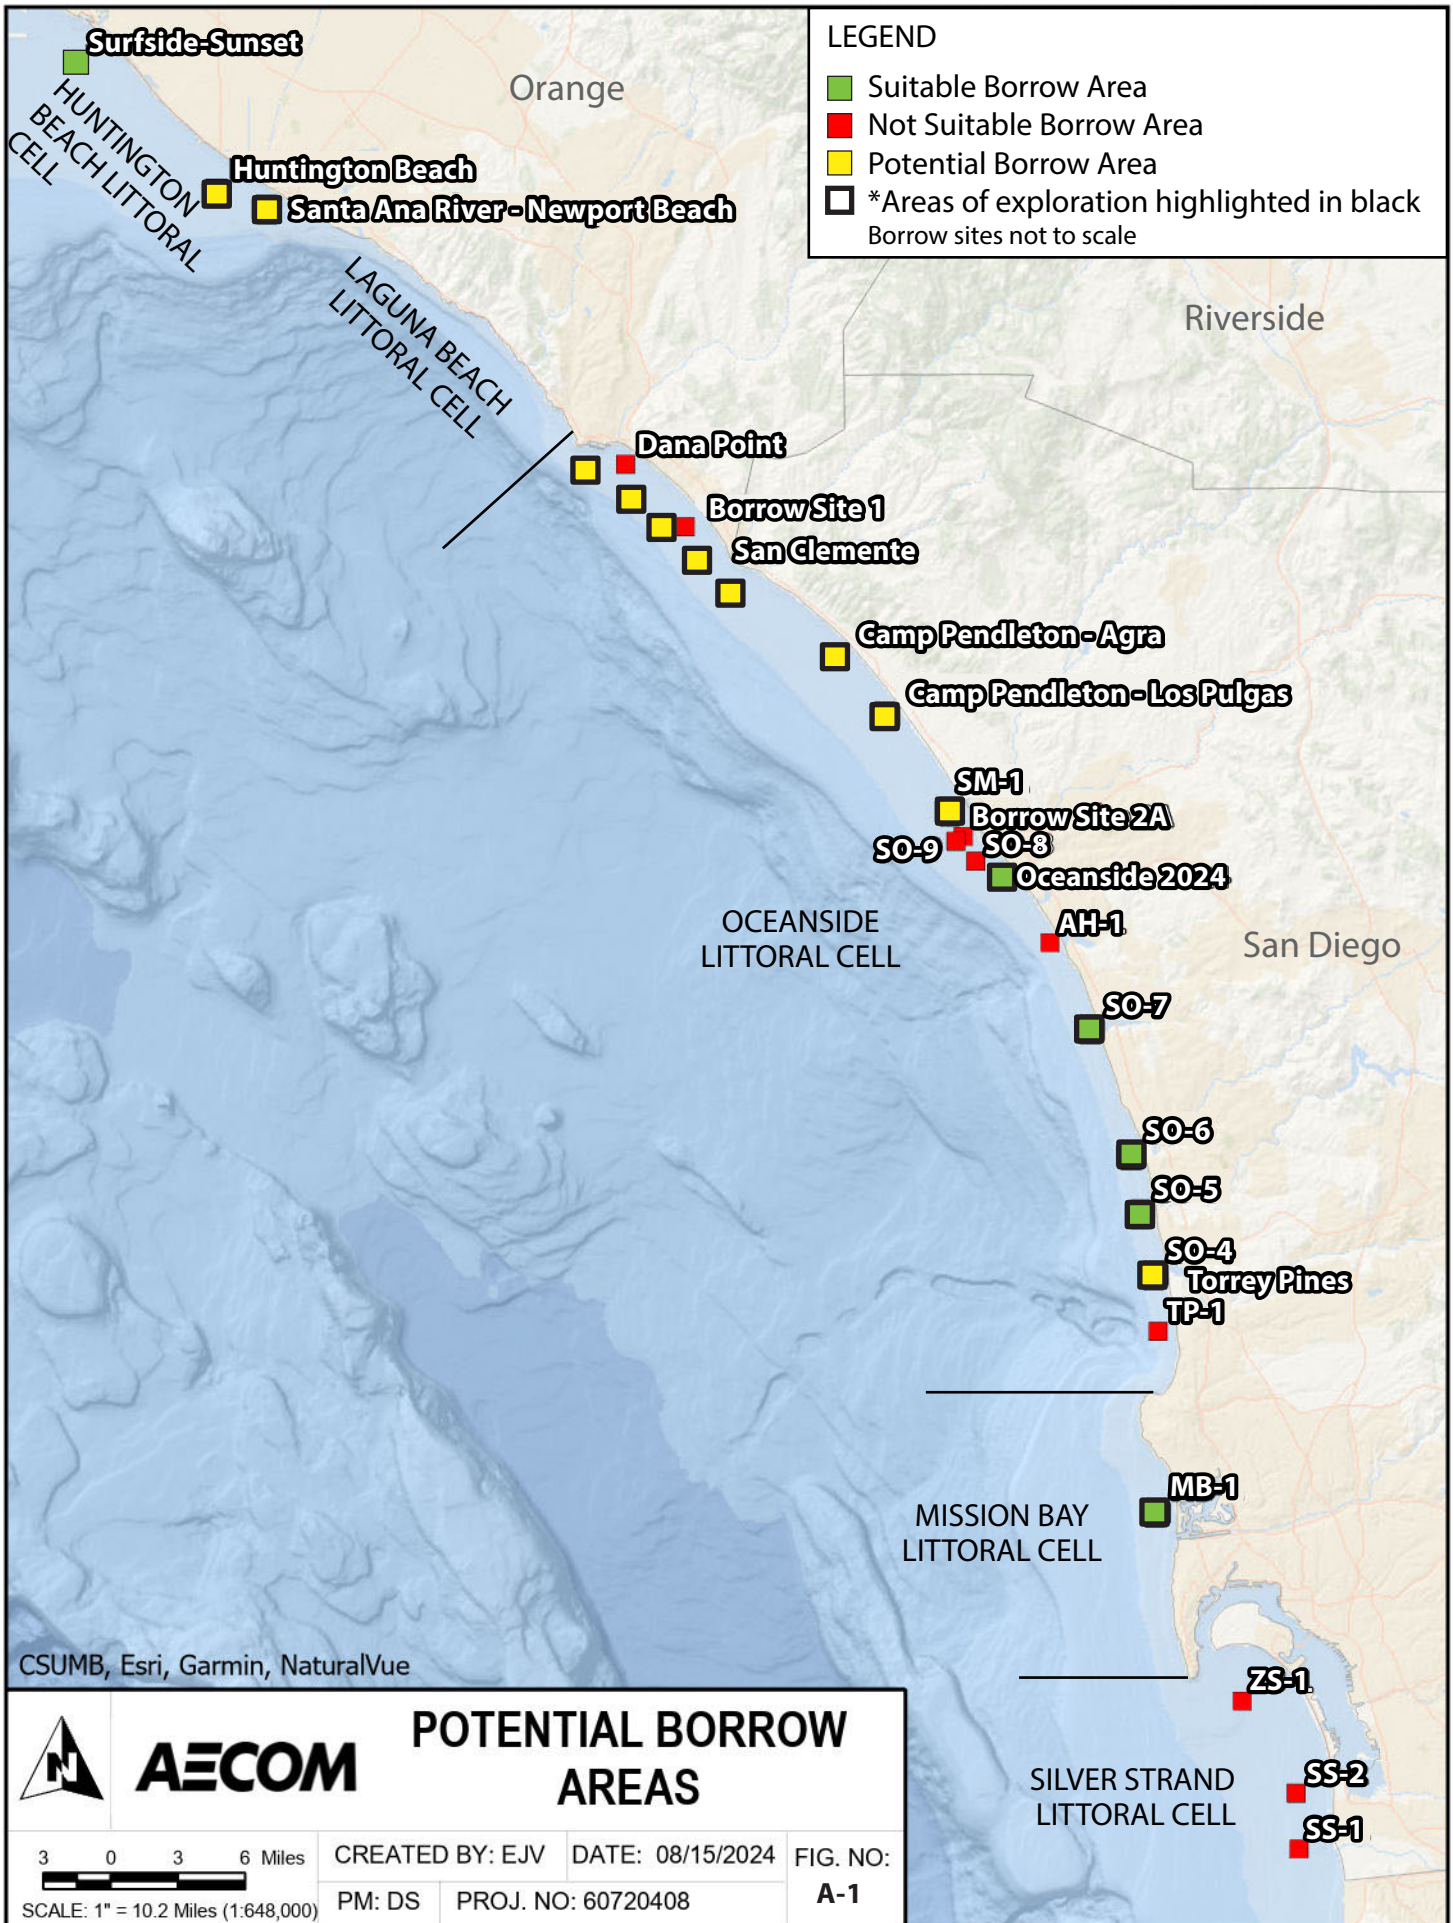 Surfside-Sunset
HUNTINGTON
BEACH LITTORAL
CELL
Orange
LEGEND
Suitable Borrow Area
Not Suitable Borrow Area
Potential Borrow Area
*Areas of exploration highlighted in black
Borrow sites not to scale
Huntington Beach
Santa Ana River - Newport Beach
LAGUNA BEACH
LITTORAL CELL
Riverside
Dana Point
Borrow Site 1
San Clemente
Camp Pendleton - Agra
Camp Pendleton - Los Pulgas
SM-1
Borrow Site 2A
SO-9
SO-8
Oceanside 2024
OCEANSIDE
LITTORAL CELL
AH-1
San Diego
SO-7
SO-6
SO-5
SO-4
Torrey Pines
TP-1
MB-1
MISSION BAY
LITTORAL CELL
ZS-1
SILVER STRAND
LITTORAL CELL
SS-2
SS-1
CSUMB, Esri, Garmin, NaturalVue
N
AECOM
POTENTIAL BORROW
AREAS
3 0 3 6 Miles
SCALE: 1" = 10.2 Miles (1:648,000)
CREATED BY: EJV
DATE: 08/15/2024
PM: DS
PROJ. NO: 60720408
FIG. NO:
A-1